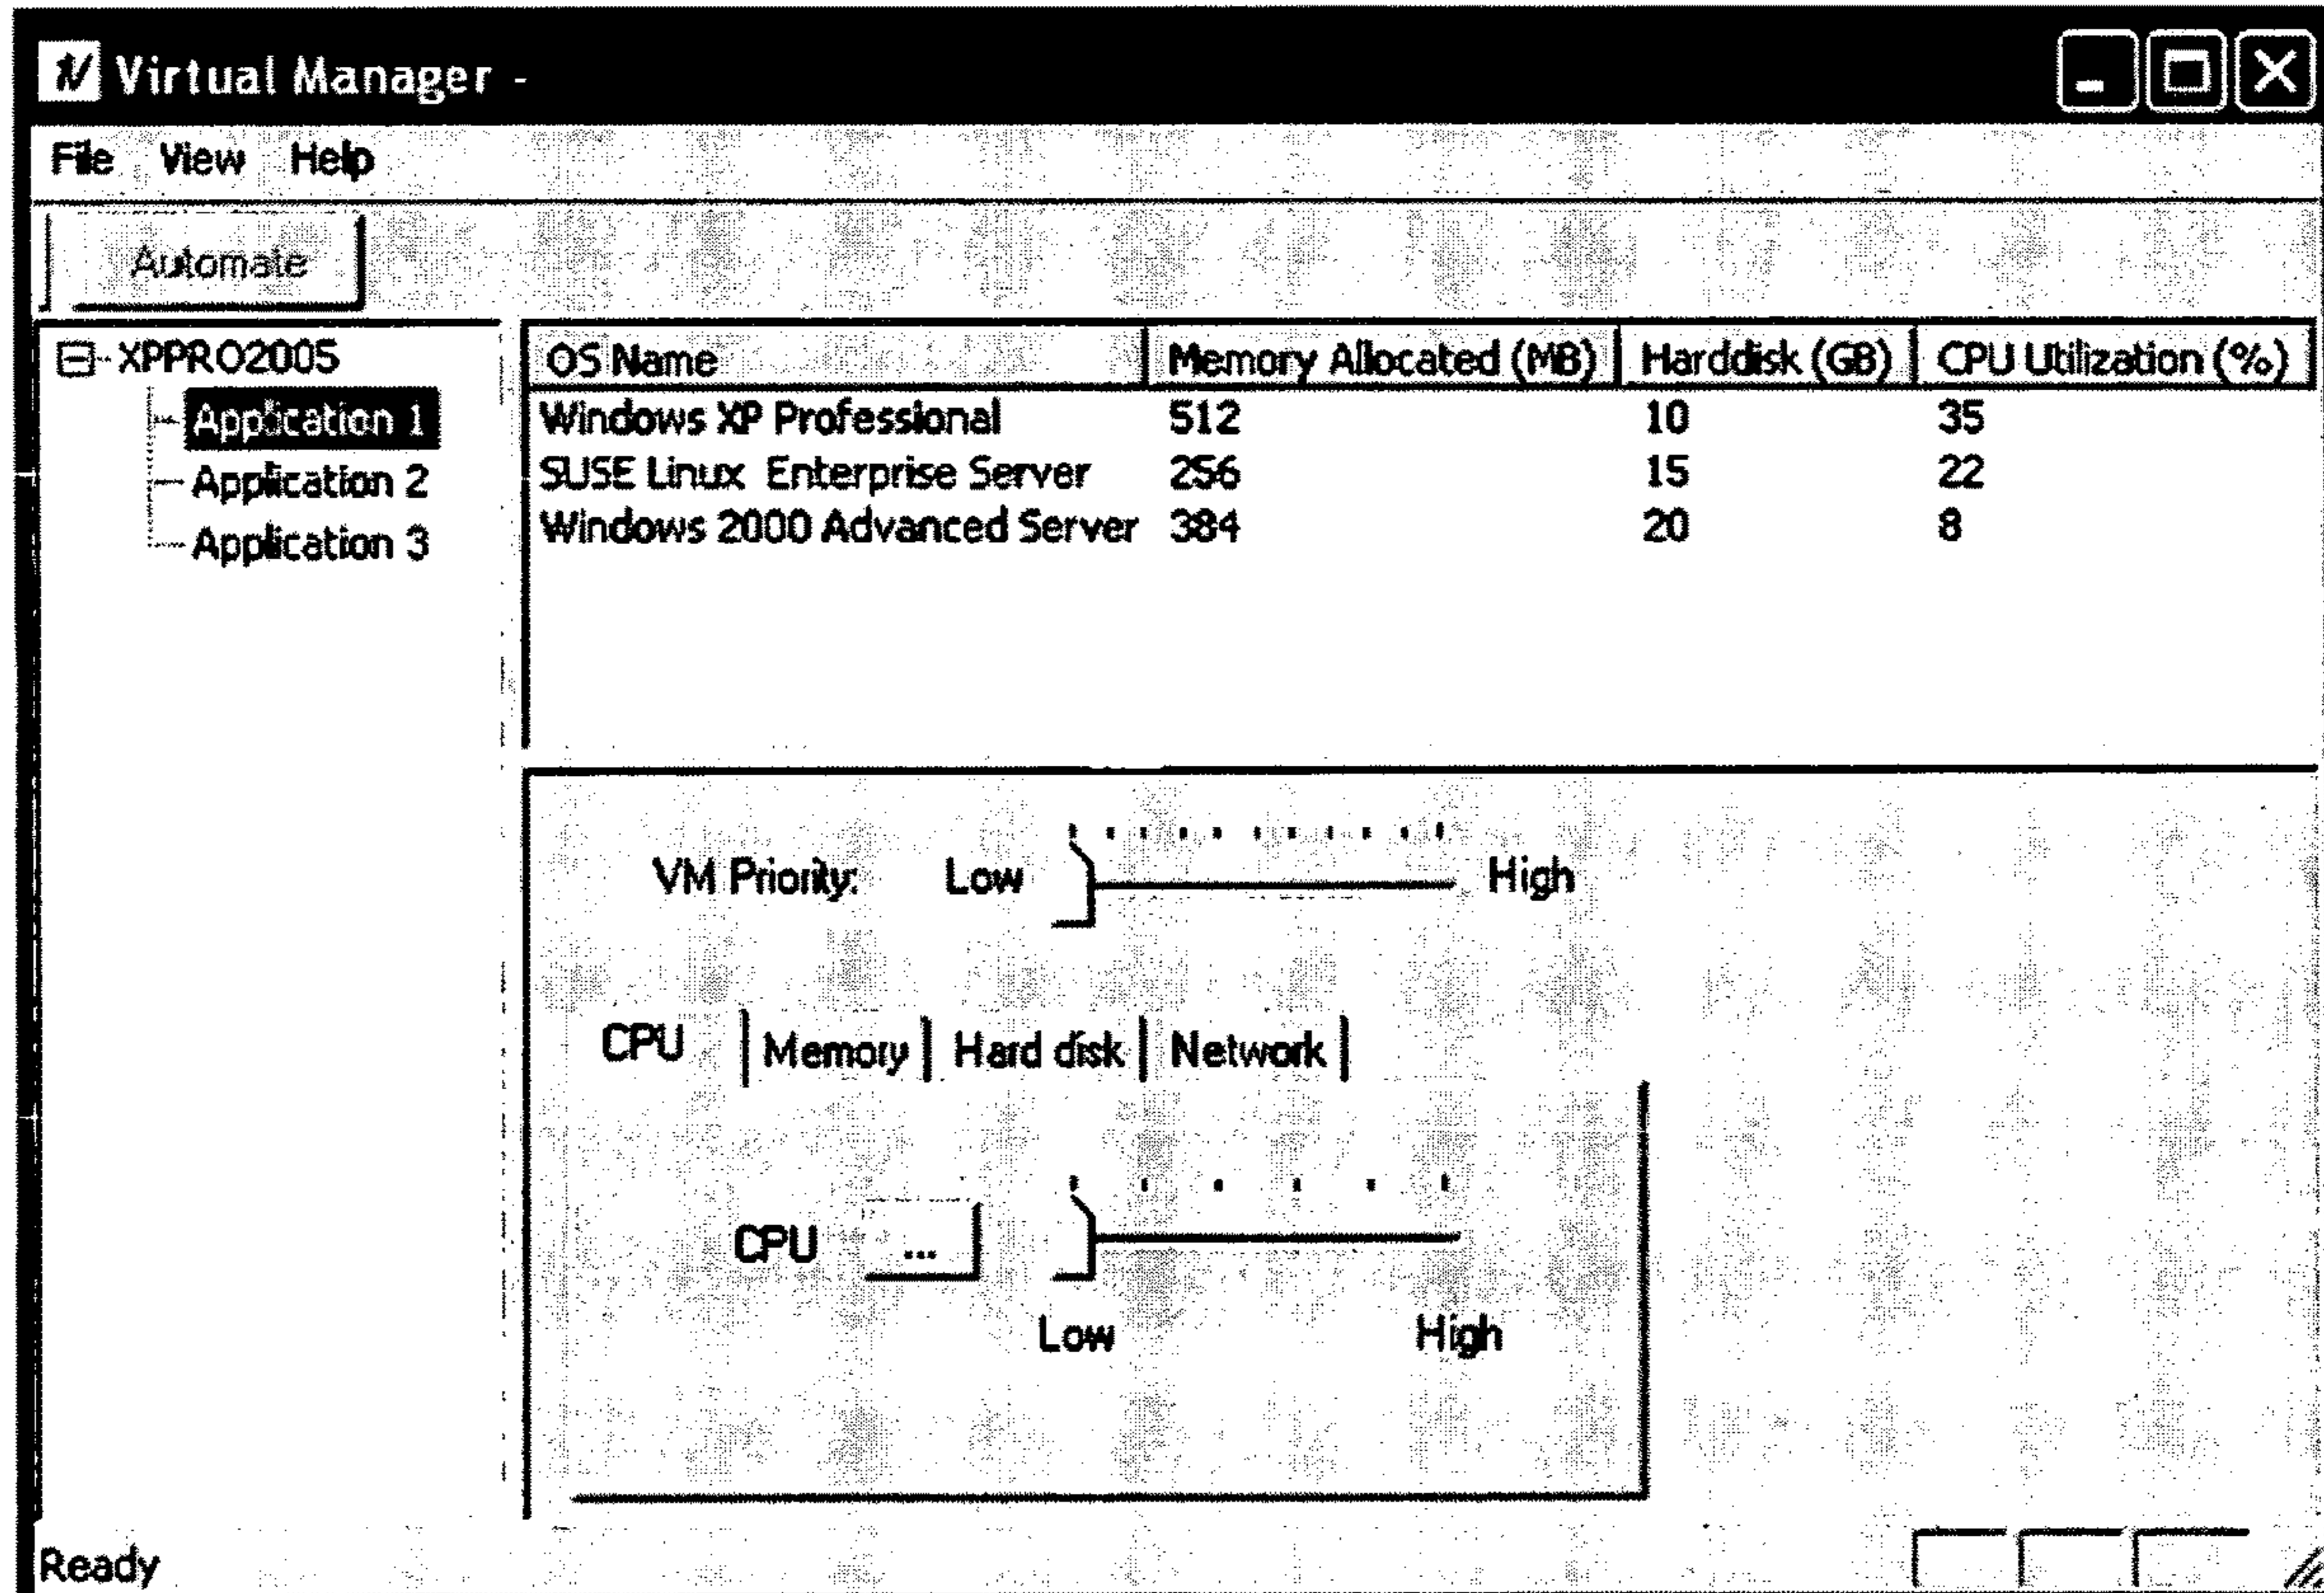 Virtual Manager -
File View Help
Automate
XPPRO2005
Application 1
Application 2
Application 3
OS Name Memory Allocated (MB) Harddisk (GB) CPU Utilization (%)
Windows XP Professional 512 10 35
SUSE Linux Enterprise Server 256 15 22
Windows 2000 Advanced Server 384 20 8
VM Priority: Low High
CPU Memory Hard disk Network
CPU ...
Low High
Ready